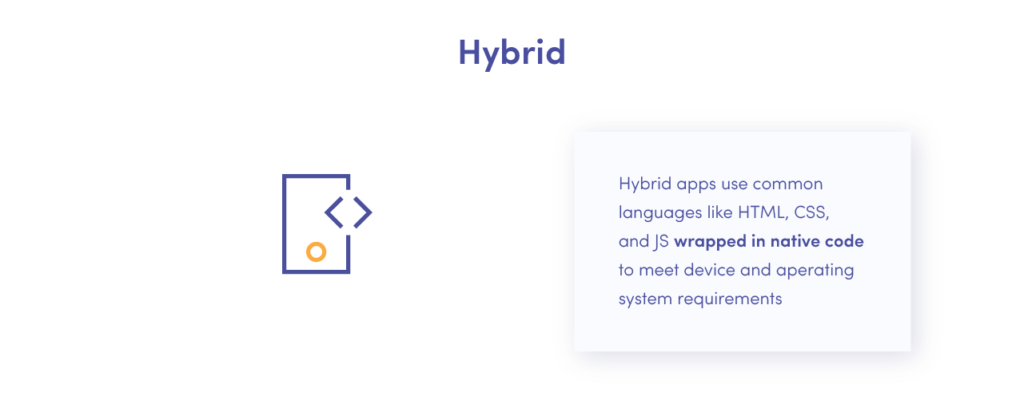 Hybrid
Hybrid apps use common
languages like HTML, CSS,
and JS wrapped in native code
to meet device and aperating
system requirements